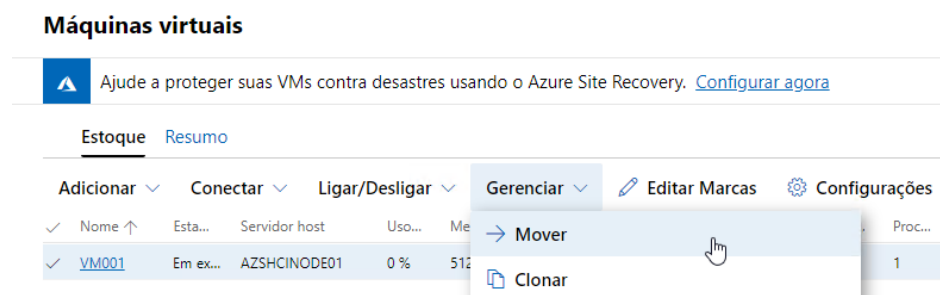 Máquinas virtuais
Ajude a proteger suas VMs contra desastres usando o Azure Site Recovery. Configurar agora
Estoque Resumo
Adicionar Conectar Ligar/Desligar Gerenciar Editar Marcas Configurações
Nome Esta... Servidor host Uso... Me Proc...
Mover
VM001 Em ex... AZSHCINODE01 0 % 512 1
Clonar